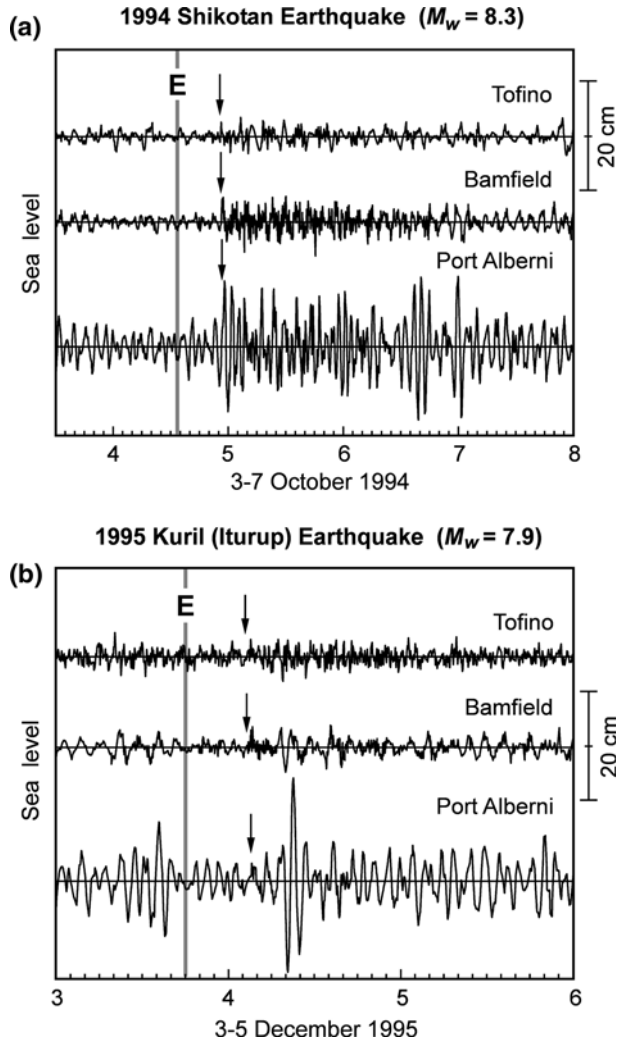 (a) 1994 Shikotan Earthquake (Mw = 8.3)
E
Tofino
20 cm
Bamfield
Port Alberni
Sea level
4 5 6 7 8
3-7 October 1994
1995 Kuril (Iturup) Earthquake (Mw = 7.9)
(b)
E
Tofino
Bamfield
20 cm
Port Alberni
Sea level
3 4 5 6
3-5 December 1995